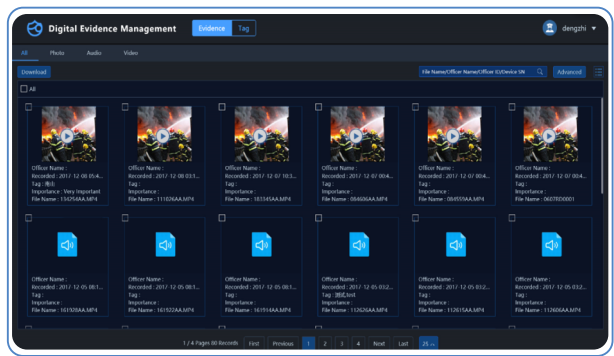 Digital Evidence Management
Evidence Tag
dengzhi
All Photo Audio Video
Download
File Name/Officer Name/Officer ID/Device SN
Advanced
All
Officer Name :
Recorded : 2017-12-08 05:4...
Tag :
Importance : Very Important
File Name : 134254AA.MP4
Officer Name :
Recorded : 2017-12-08 03:1...
Tag :
Importance :
File Name : 111026AA.MP4
Officer Name :
Recorded : 2017-12-07 10:3...
Tag :
Importance :
File Name : 183345AA.MP4
Officer Name :
Recorded : 2017-12-07 00:4...
Tag :
Importance :
File Name : 084606AA.MP4
Officer Name :
Recorded : 2017-12-07 00:4...
Tag :
Importance :
File Name : 084559AA.MP4
Officer Name :
Recorded : 2017-12-07 00:4...
Tag :
Importance :
File Name : 0607RD0001
Officer Name :
Recorded : 2017-12-05 08:1...
Tag :
Importance :
File Name : 161928AA.MP4
Officer Name :
Recorded : 2017-12-05 08:1...
Tag :
Importance :
File Name : 161922AA.MP4
Officer Name :
Recorded : 2017-12-05 08:1...
Tag :
Importance :
File Name : 161914AA.MP4
Officer Name :
Recorded : 2017-12-05 03:2...
Tag : 测试/test
Importance :
File Name : 112626AA.MP4
Officer Name :
Recorded : 2017-12-05 03:2...
Tag :
Importance :
File Name : 112615AA.MP4
Officer Name :
Recorded : 2017-12-05 03:2...
Tag :
Importance :
File Name : 112606AA.MP4
1 / 4 Pages 80 Records First Previous 1 2 3 4 Next Last 25